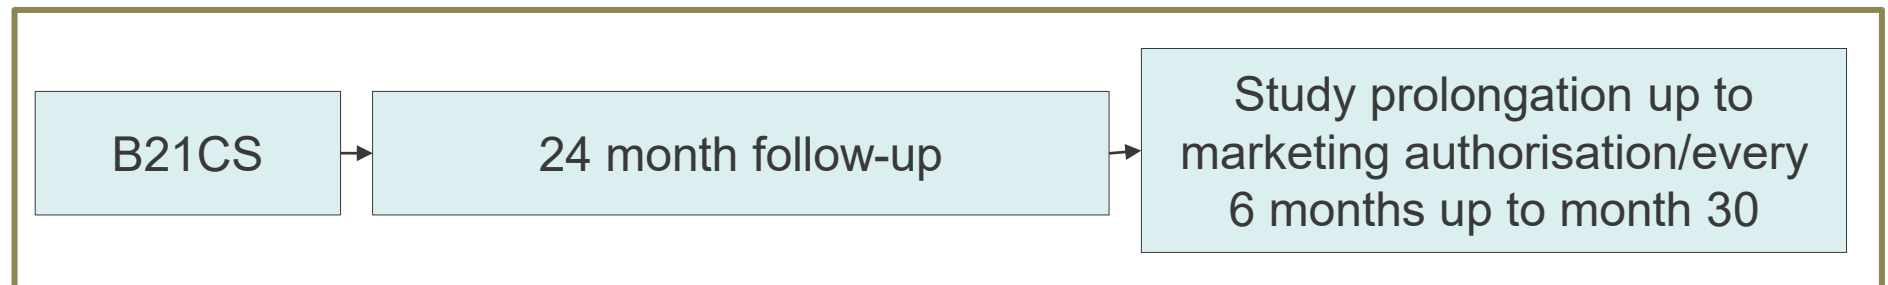 B21CS
24 month follow-up
Study prolongation up to
marketing authorisation/every
6 months up to month 30